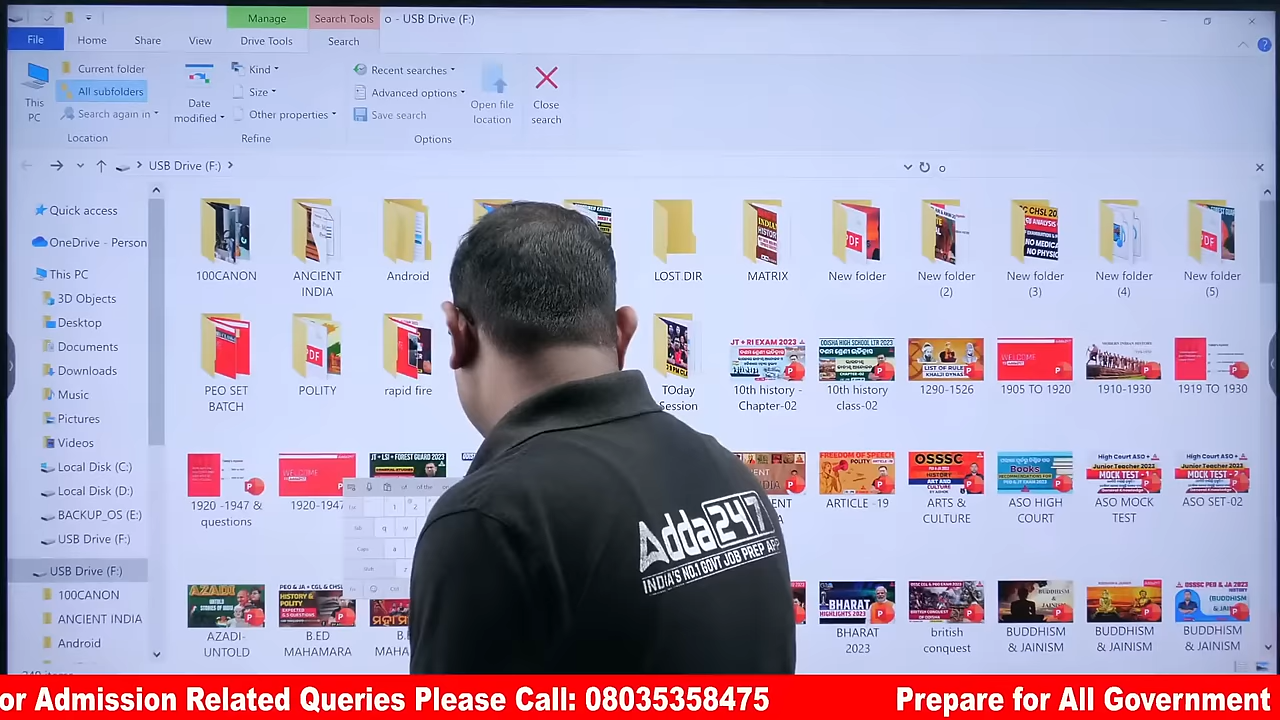 Manage
Search Tools
o - USB Drive (F:)
File
Home
Share
View
Drive Tools
Search
This PC
Current folder
All subfolders
Search again in
Location
Date modified
Kind
Size
Other properties
Refine
Recent searches
Advanced options
Save search
Options
Open file location
Close search
USB Drive (F:)
o
Quick access
OneDrive - Person
This PC
3D Objects
Desktop
Documents
Downloads
Music
Pictures
Videos
Local Disk (C:)
Local Disk (D:)
BACKUP_OS (E:)
USB Drive (F:)
USB Drive (F:)
100CANON
ANCIENT INDIA
Android
100CANON
ANCIENT INDIA
Android
LOST.DIR
MATRIX
New folder
New folder (2)
New folder (3)
New folder (4)
New folder (5)
PEO SET BATCH
POLITY
rapid fire
TOday Session
10th history - Chapter-02
10th history class-02
1290-1526
1905 TO 1920
1910-1930
1919 TO 1930
1920 -1947 & questions
1920-1947
ARTICLE -19
ARTS & CULTURE
ASO HIGH COURT
ASO MOCK TEST
ASO SET-02
AZADI- UNTOLD
B.ED MAHAMARA
BHARAT 2023
british conquest
BUDDHISM & JAINISM
BUDDHISM & JAINISM
BUDDHISM & JAINISM
Adda247
INDIA'S NO.1 GOVT JOB PREP APP
or Admission Related Queries Please Call: 08035358475
Prepare for All Government